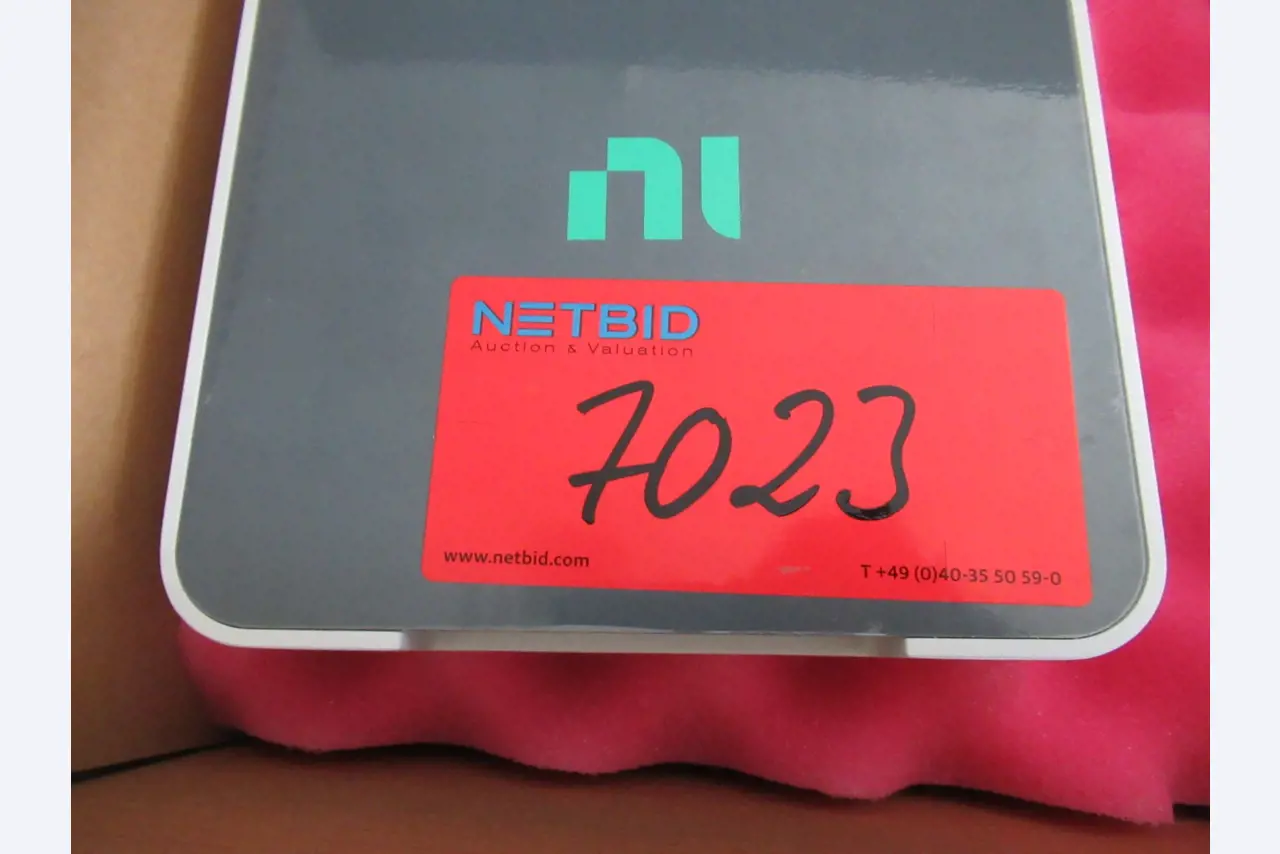 ni
NETBID
Auction & Valuation
7023
www.netbid.com
T +49 (0)40-35 50 59-0